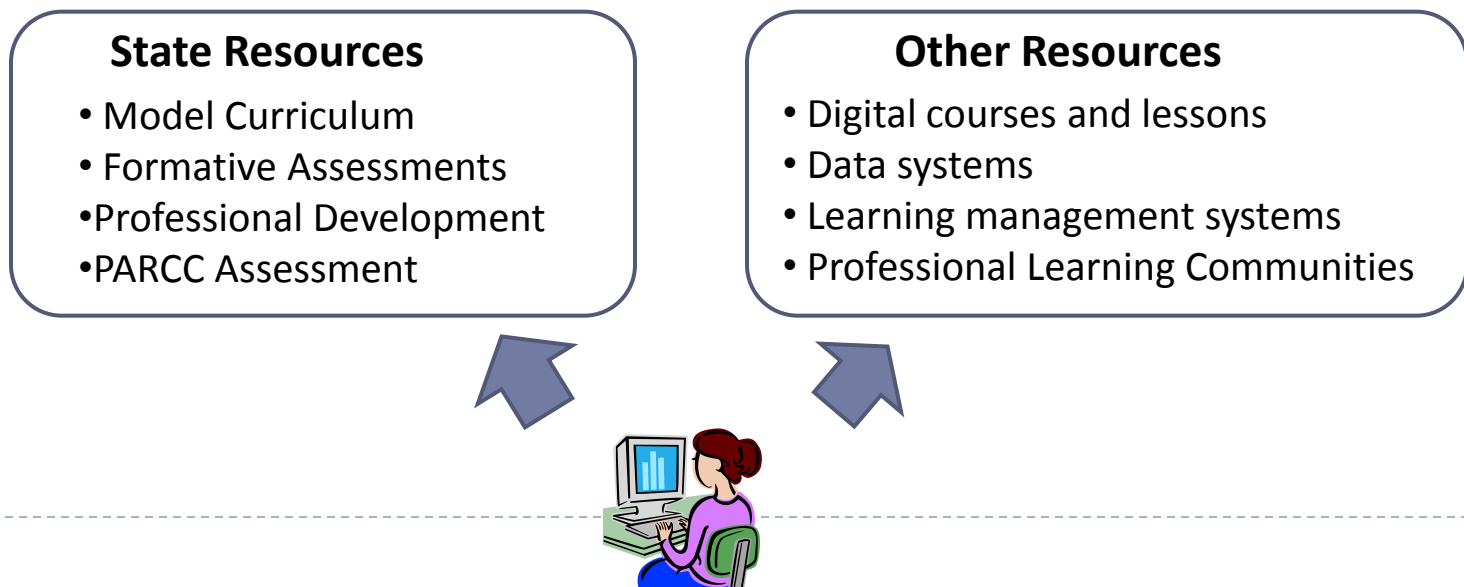 State Resources
• Model Curriculum
• Formative Assessments
•Professional Development
•PARCC Assessment
Other Resources
• Digital courses and lessons
• Data systems
• Learning management systems
• Professional Learning Communities